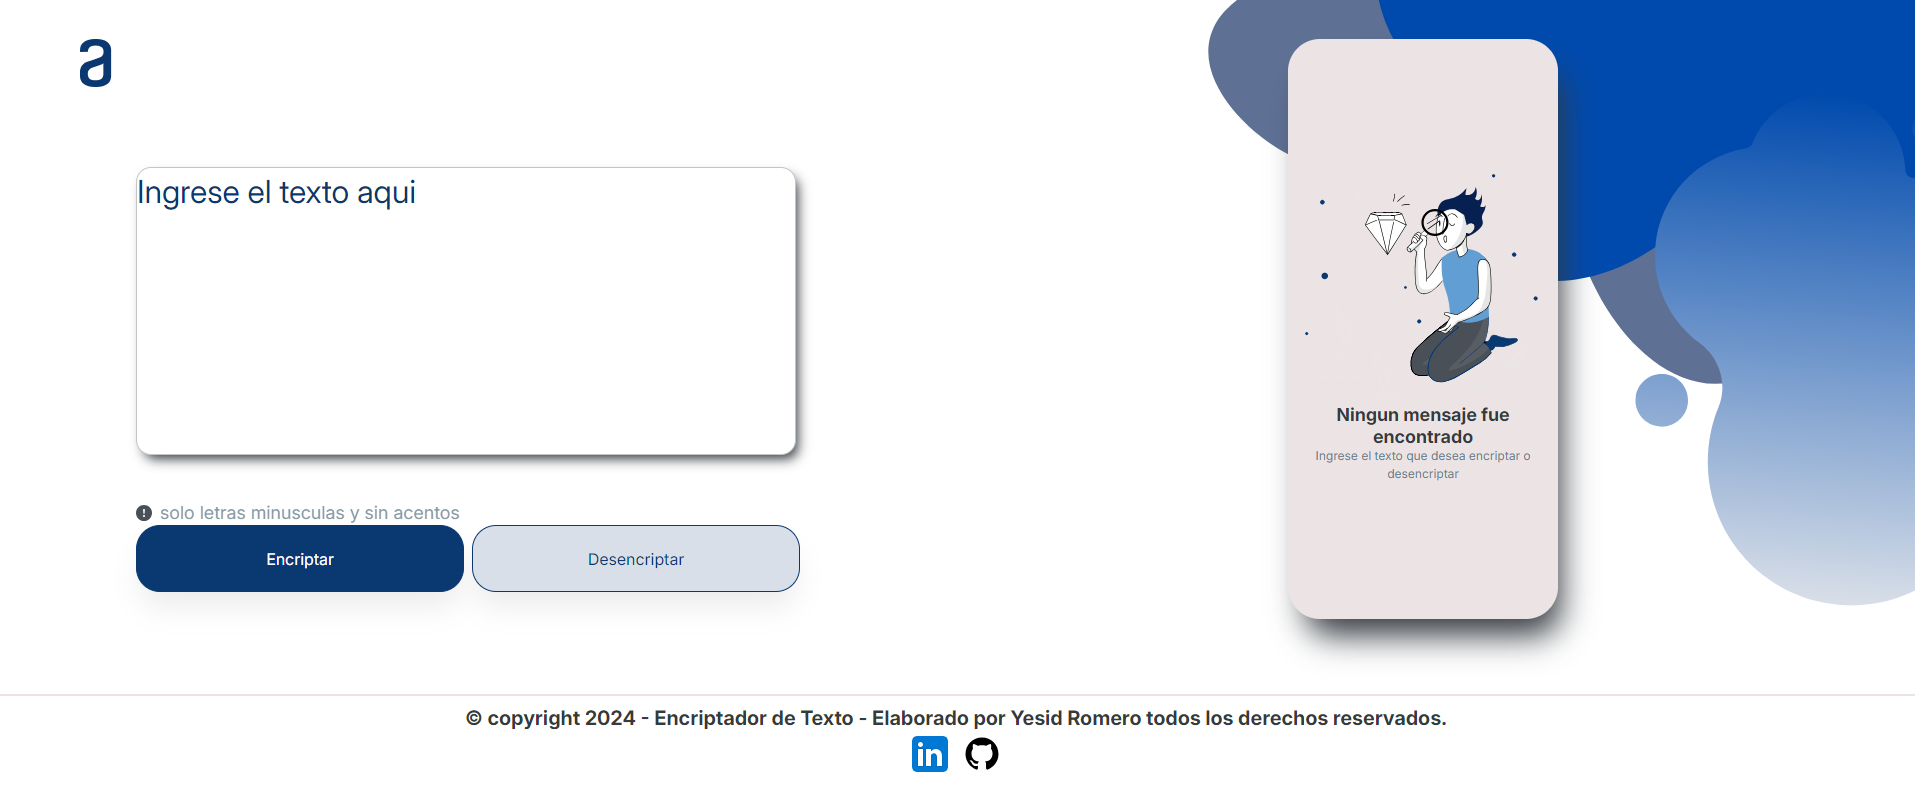 a
Ingrese el texto aqui
solo letras minusculas y sin acentos
Encriptar
Desencriptar
Ningun mensaje fue
encontrado
Ingrese el texto que desea encriptar o
desencriptar
© copyright 2024 - Encriptador de Texto - Elaborado por Yesid Romero todos los derechos reservados.
in